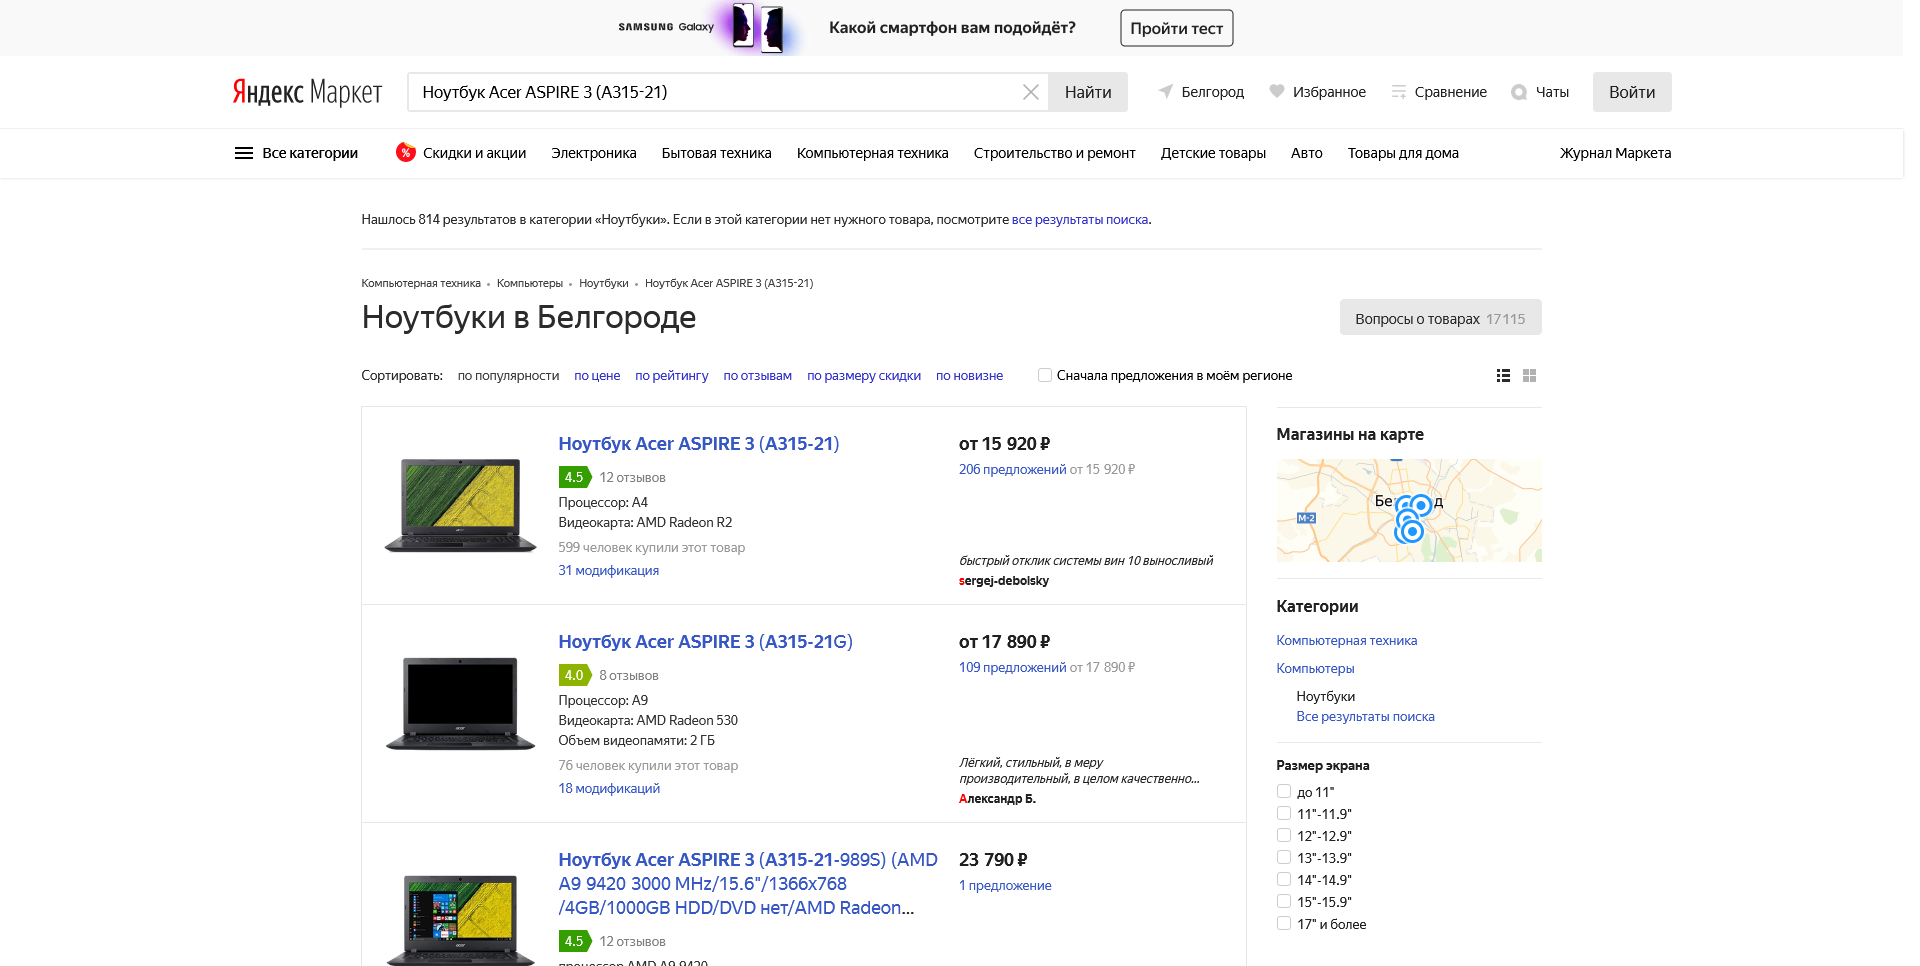 SAMSUNG Galaxy
Какой смартфон вам подойдёт?
Пройти тест
Яндекс Маркет
Ноутбук Acer ASPIRE 3 (A315-21)
Найти
Белгород
Избранное
Сравнение
Чаты
Войти
Все категории
%
Скидки и акции
Электроника
Бытовая техника
Компьютерная техника
Строительство и ремонт
Детские товары
Авто
Товары для дома
Журнал Маркета
Нашлось 814 результатов в категории «Ноутбуки». Если в этой категории нет нужного товара, посмотрите все результаты поиска.
Компьютерная техника • Компьютеры • Ноутбуки • Ноутбук Acer ASPIRE 3 (A315-21)
Ноутбуки в Белгороде
Вопросы о товарах 17115
Сортировать: по популярности по цене по рейтингу по отзывам по размеру скидки по новизне
Сначала предложения в моём регионе
Ноутбук Acer ASPIRE 3 (A315-21)
4.5 12 отзывов
Процессор: A4
Видеокарта: AMD Radeon R2
599 человек купили этот товар
31 модификация
от 15 920 ₽
206 предложений от 15 920 ₽
быстрый отклик системы вин 10 выносливый
sergej-debolsky
Ноутбук Acer ASPIRE 3 (A315-21G)
4.0 8 отзывов
Процессор: A9
Видеокарта: AMD Radeon 530
Объем видеопамяти: 2 ГБ
76 человек купили этот товар
18 модификаций
от 17 890 ₽
109 предложений от 17 890 ₽
Лёгкий, стильный, в меру
производительный, в целом качественно...
Александр Б.
Ноутбук Acer ASPIRE 3 (A315-21-989S) (AMD
A9 9420 3000 MHz/15.6"/1366x768
/4GB/1000GB HDD/DVD нет/AMD Radeon...
4.5 12 отзывов
процессор AMD A9 9420
23 790 ₽
1 предложение
Магазины на карте
М-2
Категории
Компьютерная техника
Компьютеры
Ноутбуки
Все результаты поиска
Размер экрана
до 11"
11"-11.9"
12"-12.9"
13"-13.9"
14"-14.9"
15"-15.9"
17" и более